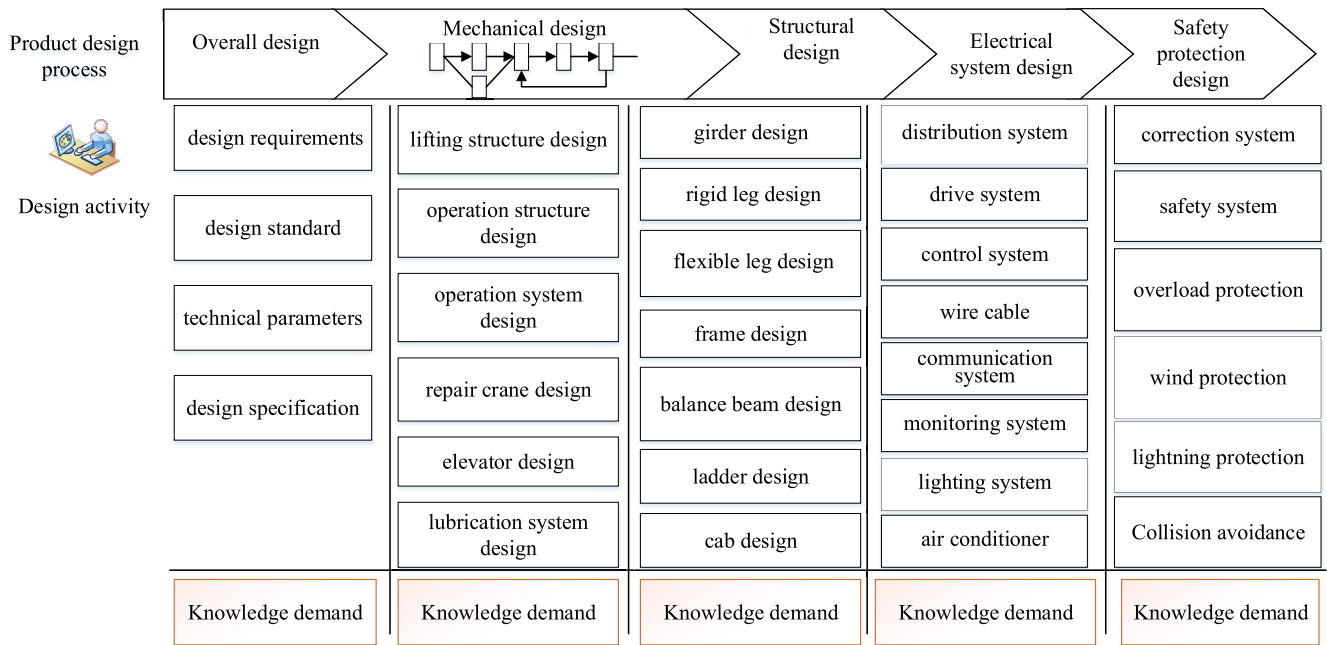 Product design
process
Overall design
Mechanical design
Structural
design
Electrical
system design
Safety
protection
design
Design activity
design requirements
design standard
technical parameters
design specification
lifting structure design
operation structure
design
operation system
design
repair crane design
elevator design
lubrication system
design
girder design
rigid leg design
flexible leg design
frame design
balance beam design
ladder design
cab design
distribution system
drive system
control system
wire cable
communication
system
monitoring system
lighting system
air conditioner
correction system
safety system
overload protection
wind protection
lightning protection
Collision avoidance
Knowledge demand
Knowledge demand
Knowledge demand
Knowledge demand
Knowledge demand